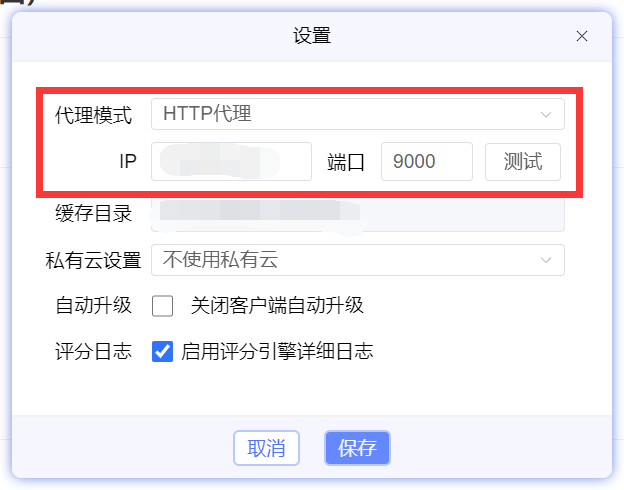 设置
代理模式 HTTP代理
IP 端口 9000 测试
缓存目录
私有云设置 不使用私有云
自动升级 关闭客户端自动升级
评分日志 启用评分引擎详细日志
取消 保存